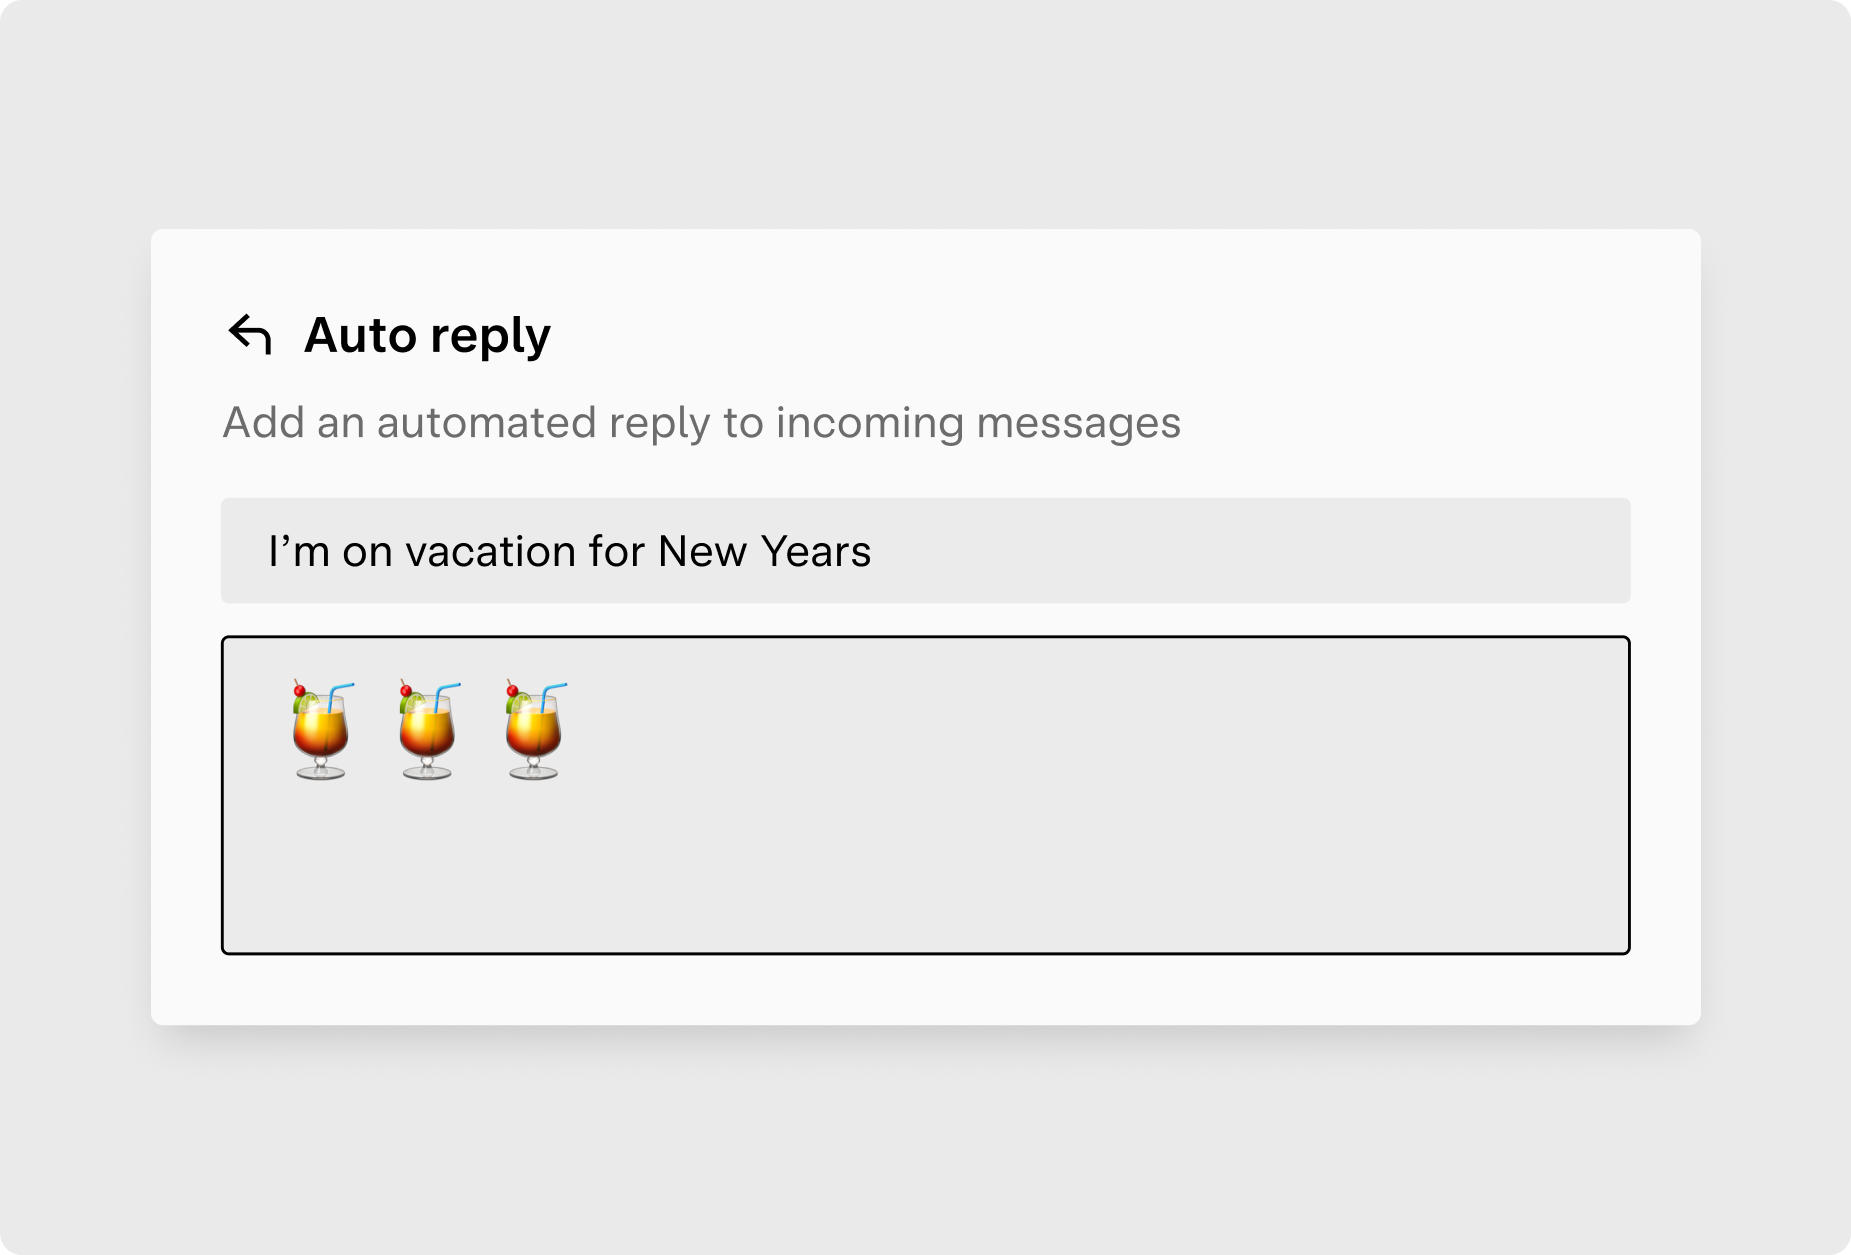 Auto reply
Add an automated reply to incoming messages
I’m on vacation for New Years
🍹 🍹 🍹